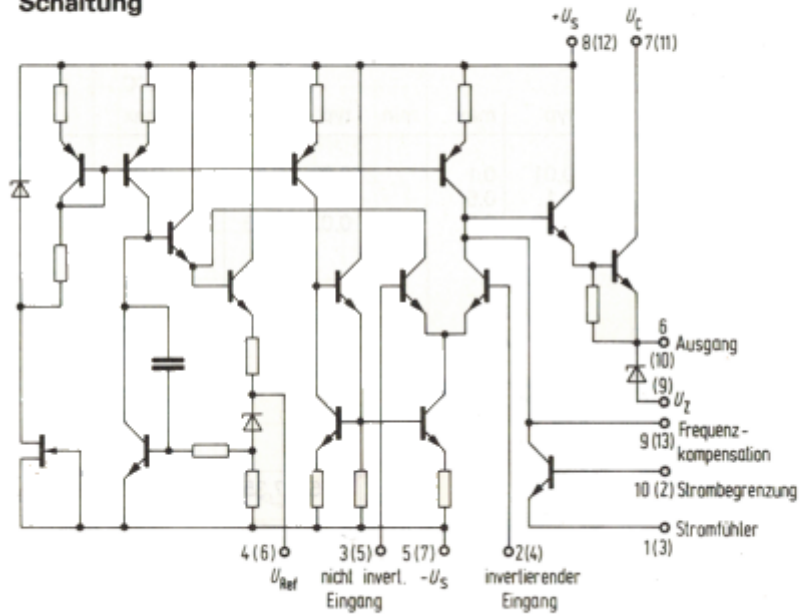 Schaltung
+U_S U_C
8(12) 7(11)
6
Ausgang
(10)
(9)
U_Z
9(13) Frequenz-
kompensation
10(2) Strombegrenzung
Stromfühler
1(3)
4(6) 3(5) 5(7) 2(4)
U_Ref nicht invert. -U_S invertierender
Eingang Eingang